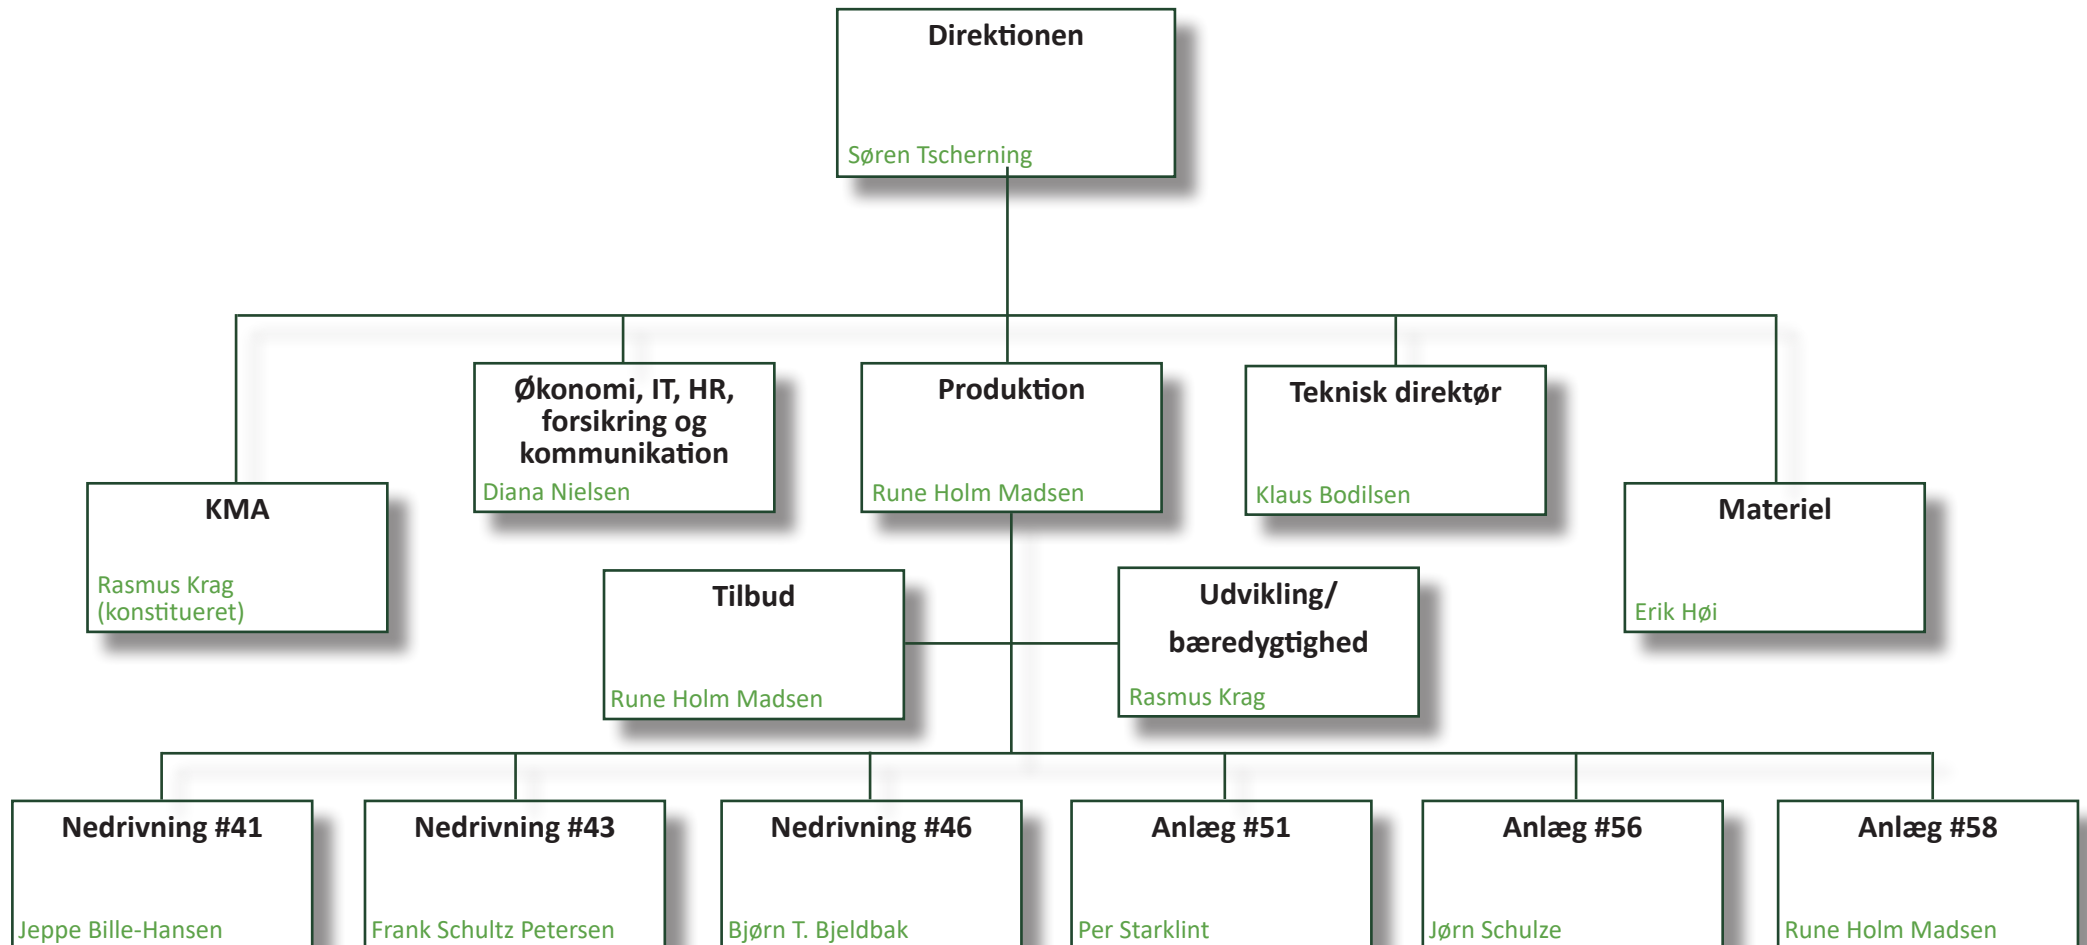 Direktionen
Søren Tscherning
Økonomi, IT, HR,
forsikring og
kommunikation
Diana Nielsen
Produktion
Rune Holm Madsen
Teknisk direktør
Klaus Bodilsen
KMA
Rasmus Krag
(konstitueret)
Materiel
Erik Høi
Tilbud
Rune Holm Madsen
Udvikling/
bæredygtighed
Rasmus Krag
Nedrivning #41
Jeppe Bille-Hansen
Nedrivning #43
Frank Schultz Petersen
Nedrivning #46
Bjørn T. Bjeldbak
Anlæg #51
Per Starklint
Anlæg #56
Jørn Schulze
Anlæg #58
Rune Holm Madsen